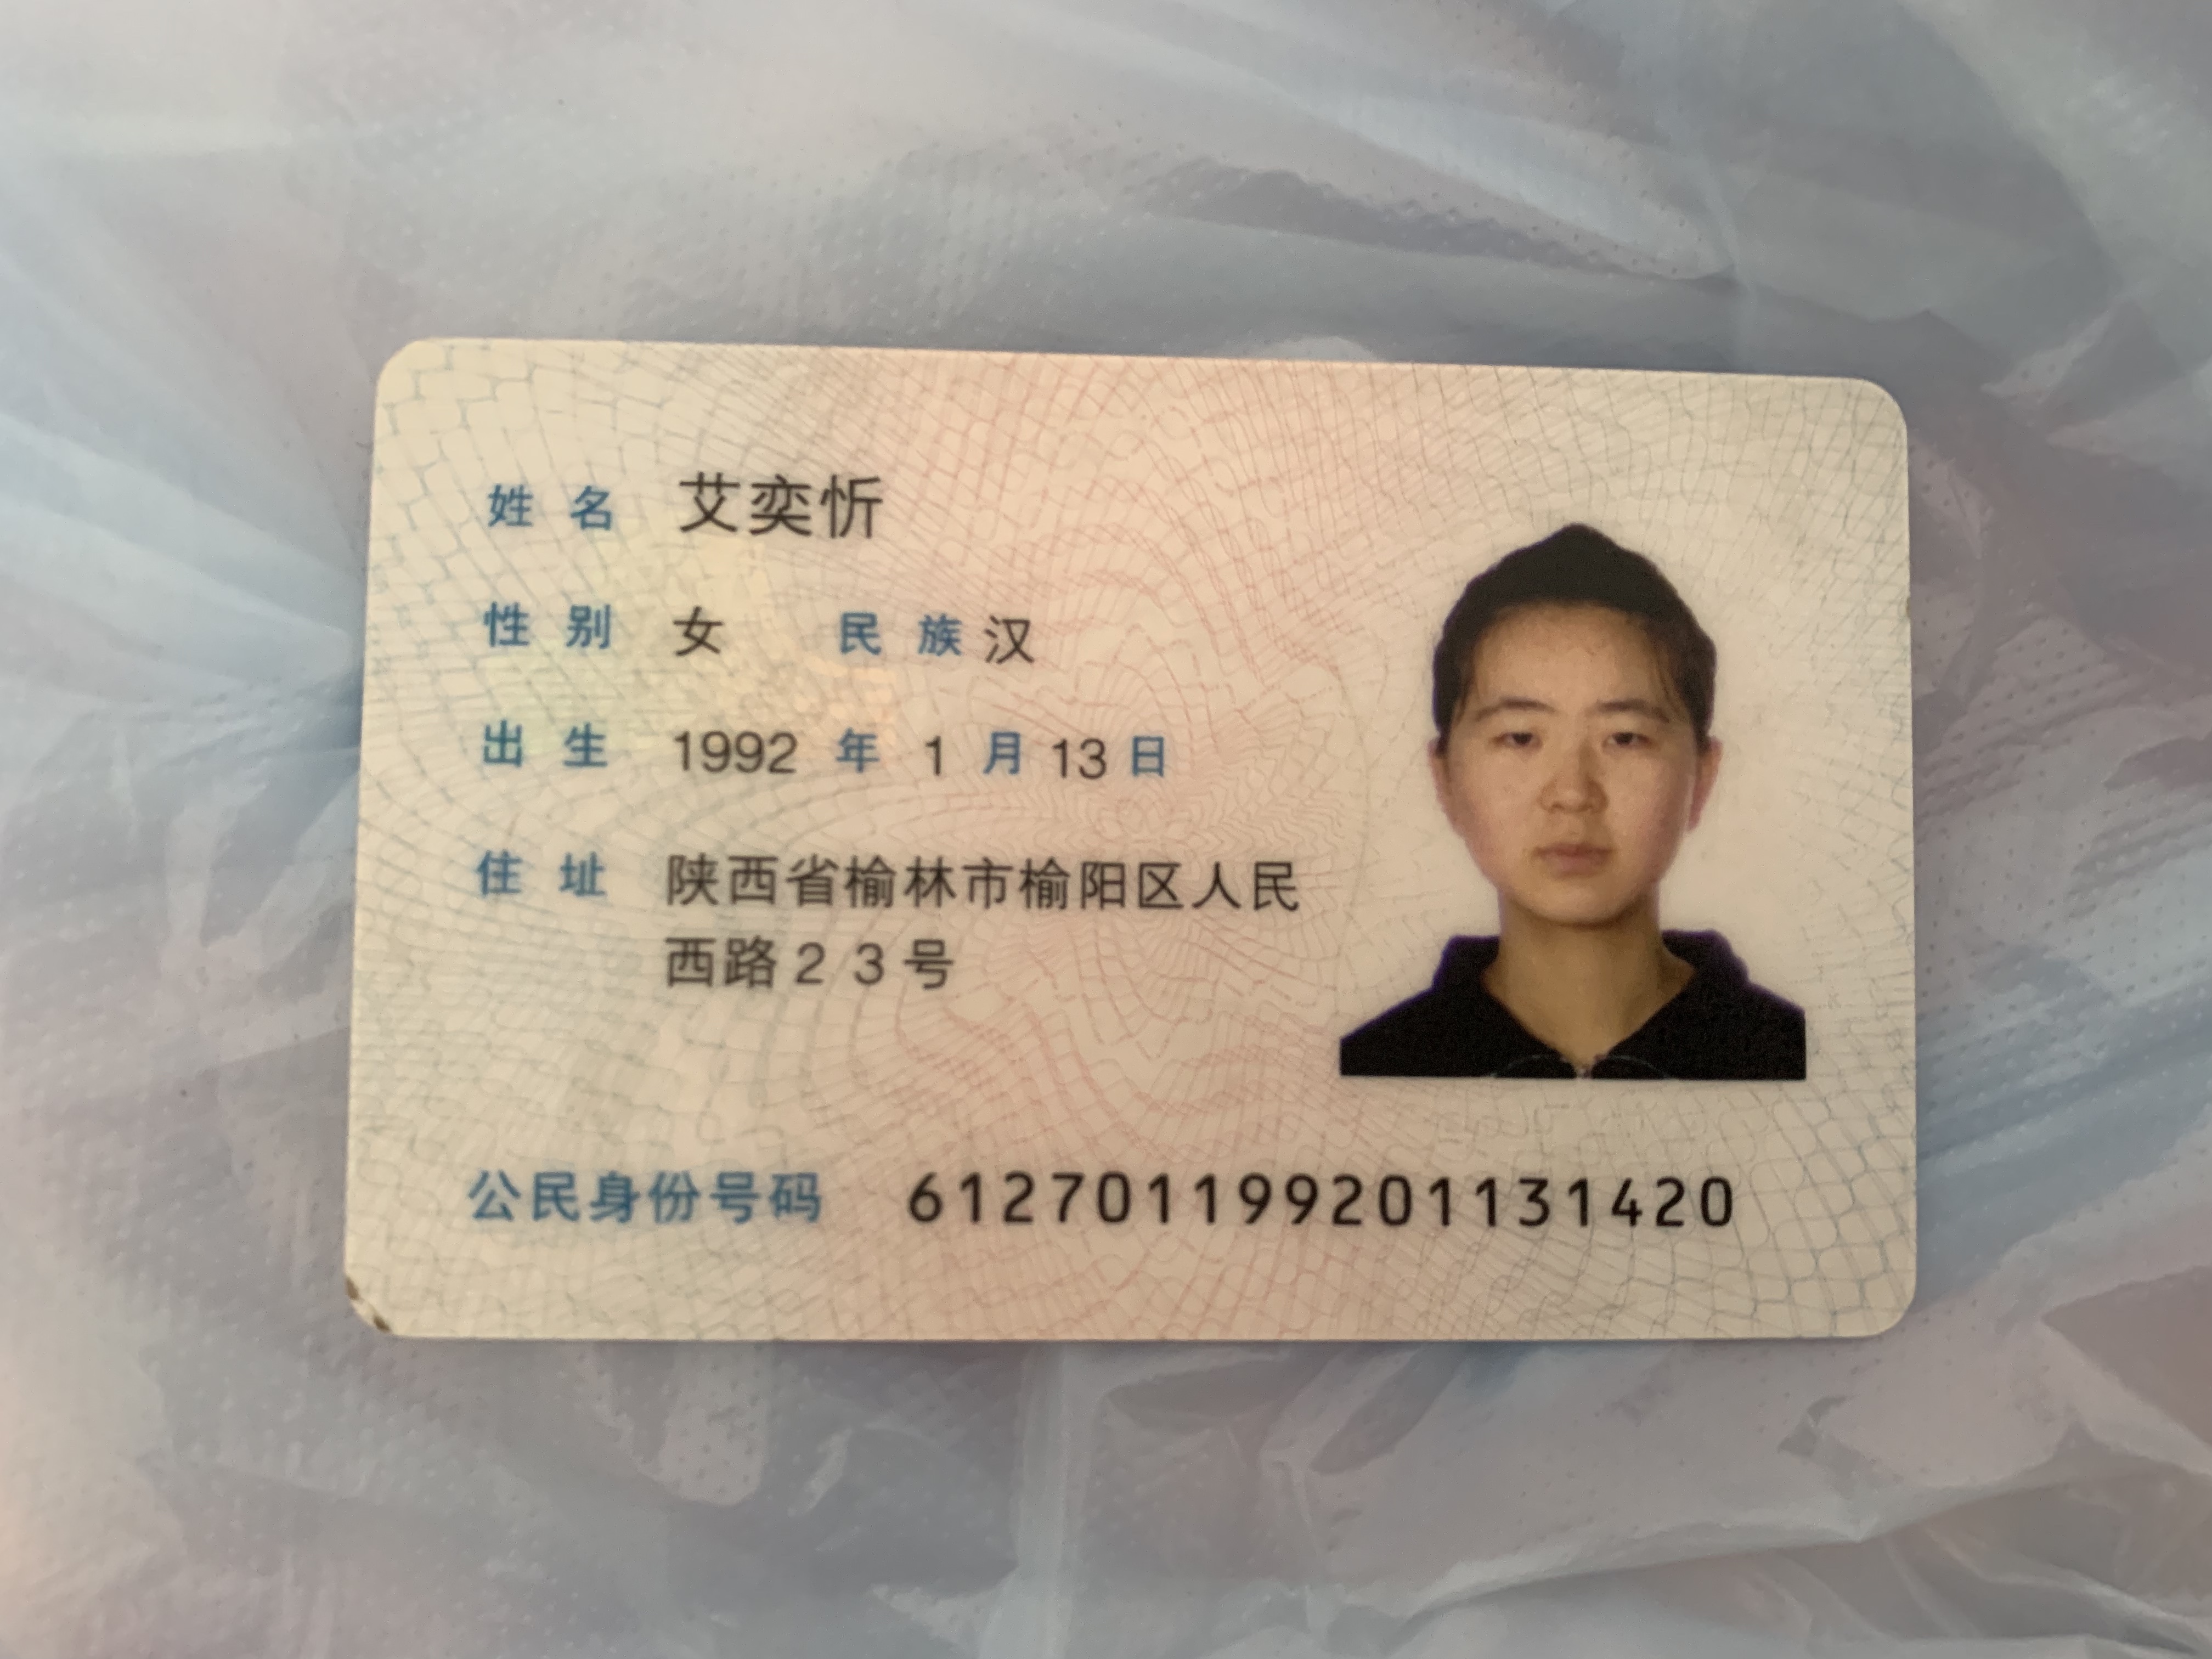 姓名 艾奕忻
性别 女 民族 汉
出生 1992 年 1 月 13 日
住址 陕西省榆林市榆阳区人民
西路23号
公民身份号码 612701199201131420